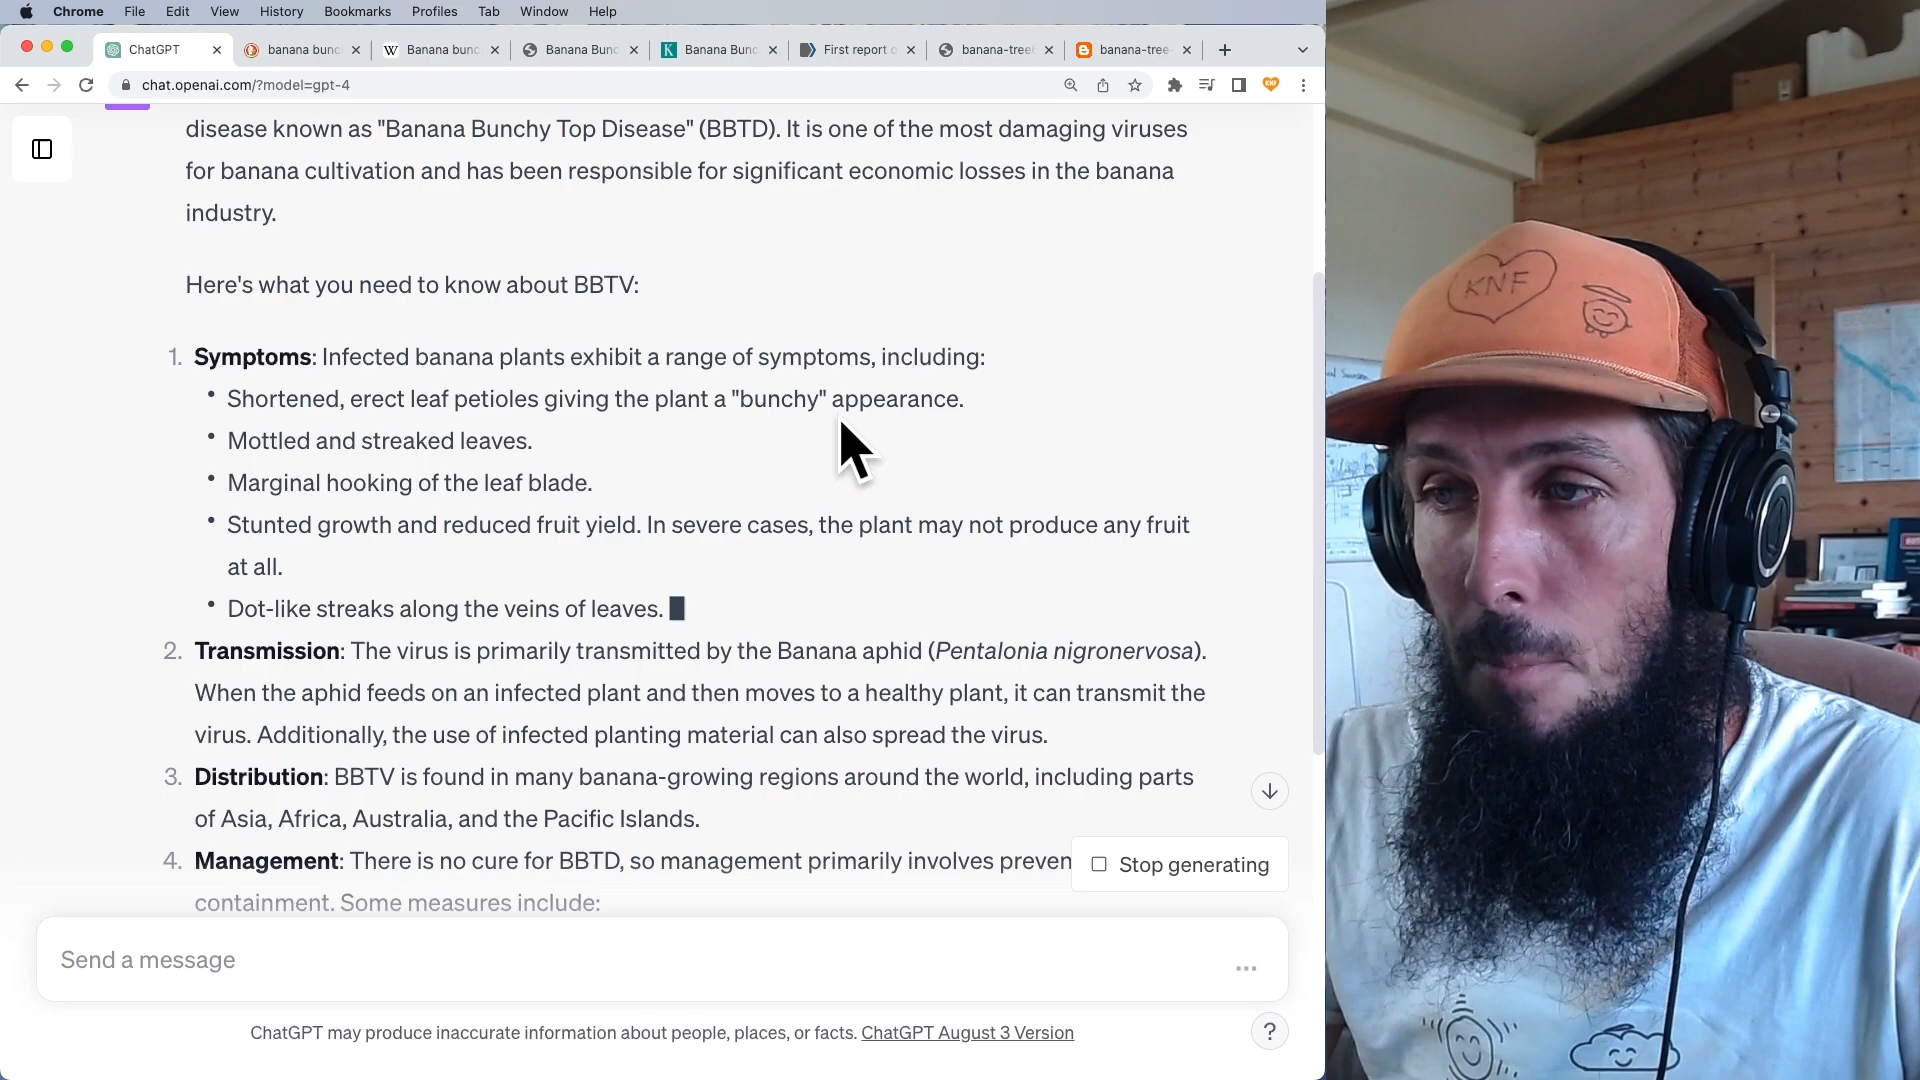 Chrome File Edit View History Bookmarks Profiles Tab Window Help
ChatGPT banana bunc W Banana bunc Banana Bunc K Banana Bunc First report o banana-tree banana-tree-
chat.openai.com/?model=gpt-4
disease known as "Banana Bunchy Top Disease" (BBTD). It is one of the most damaging viruses
for banana cultivation and has been responsible for significant economic losses in the banana
industry.
Here's what you need to know about BBTV:
1. Symptoms: Infected banana plants exhibit a range of symptoms, including:
• Shortened, erect leaf petioles giving the plant a "bunchy" appearance.
• Mottled and streaked leaves.
• Marginal hooking of the leaf blade.
• Stunted growth and reduced fruit yield. In severe cases, the plant may not produce any fruit
at all.
• Dot-like streaks along the veins of leaves.
2. Transmission: The virus is primarily transmitted by the Banana aphid (Pentalonia nigronervosa).
When the aphid feeds on an infected plant and then moves to a healthy plant, it can transmit the
virus. Additionally, the use of infected planting material can also spread the virus.
3. Distribution: BBTV is found in many banana-growing regions around the world, including parts
of Asia, Africa, Australia, and the Pacific Islands.
4. Management: There is no cure for BBTD, so management primarily involves preven
Stop generating
containment. Some measures include:
Send a message
ChatGPT may produce inaccurate information about people, places, or facts. ChatGPT August 3 Version
?
KNF